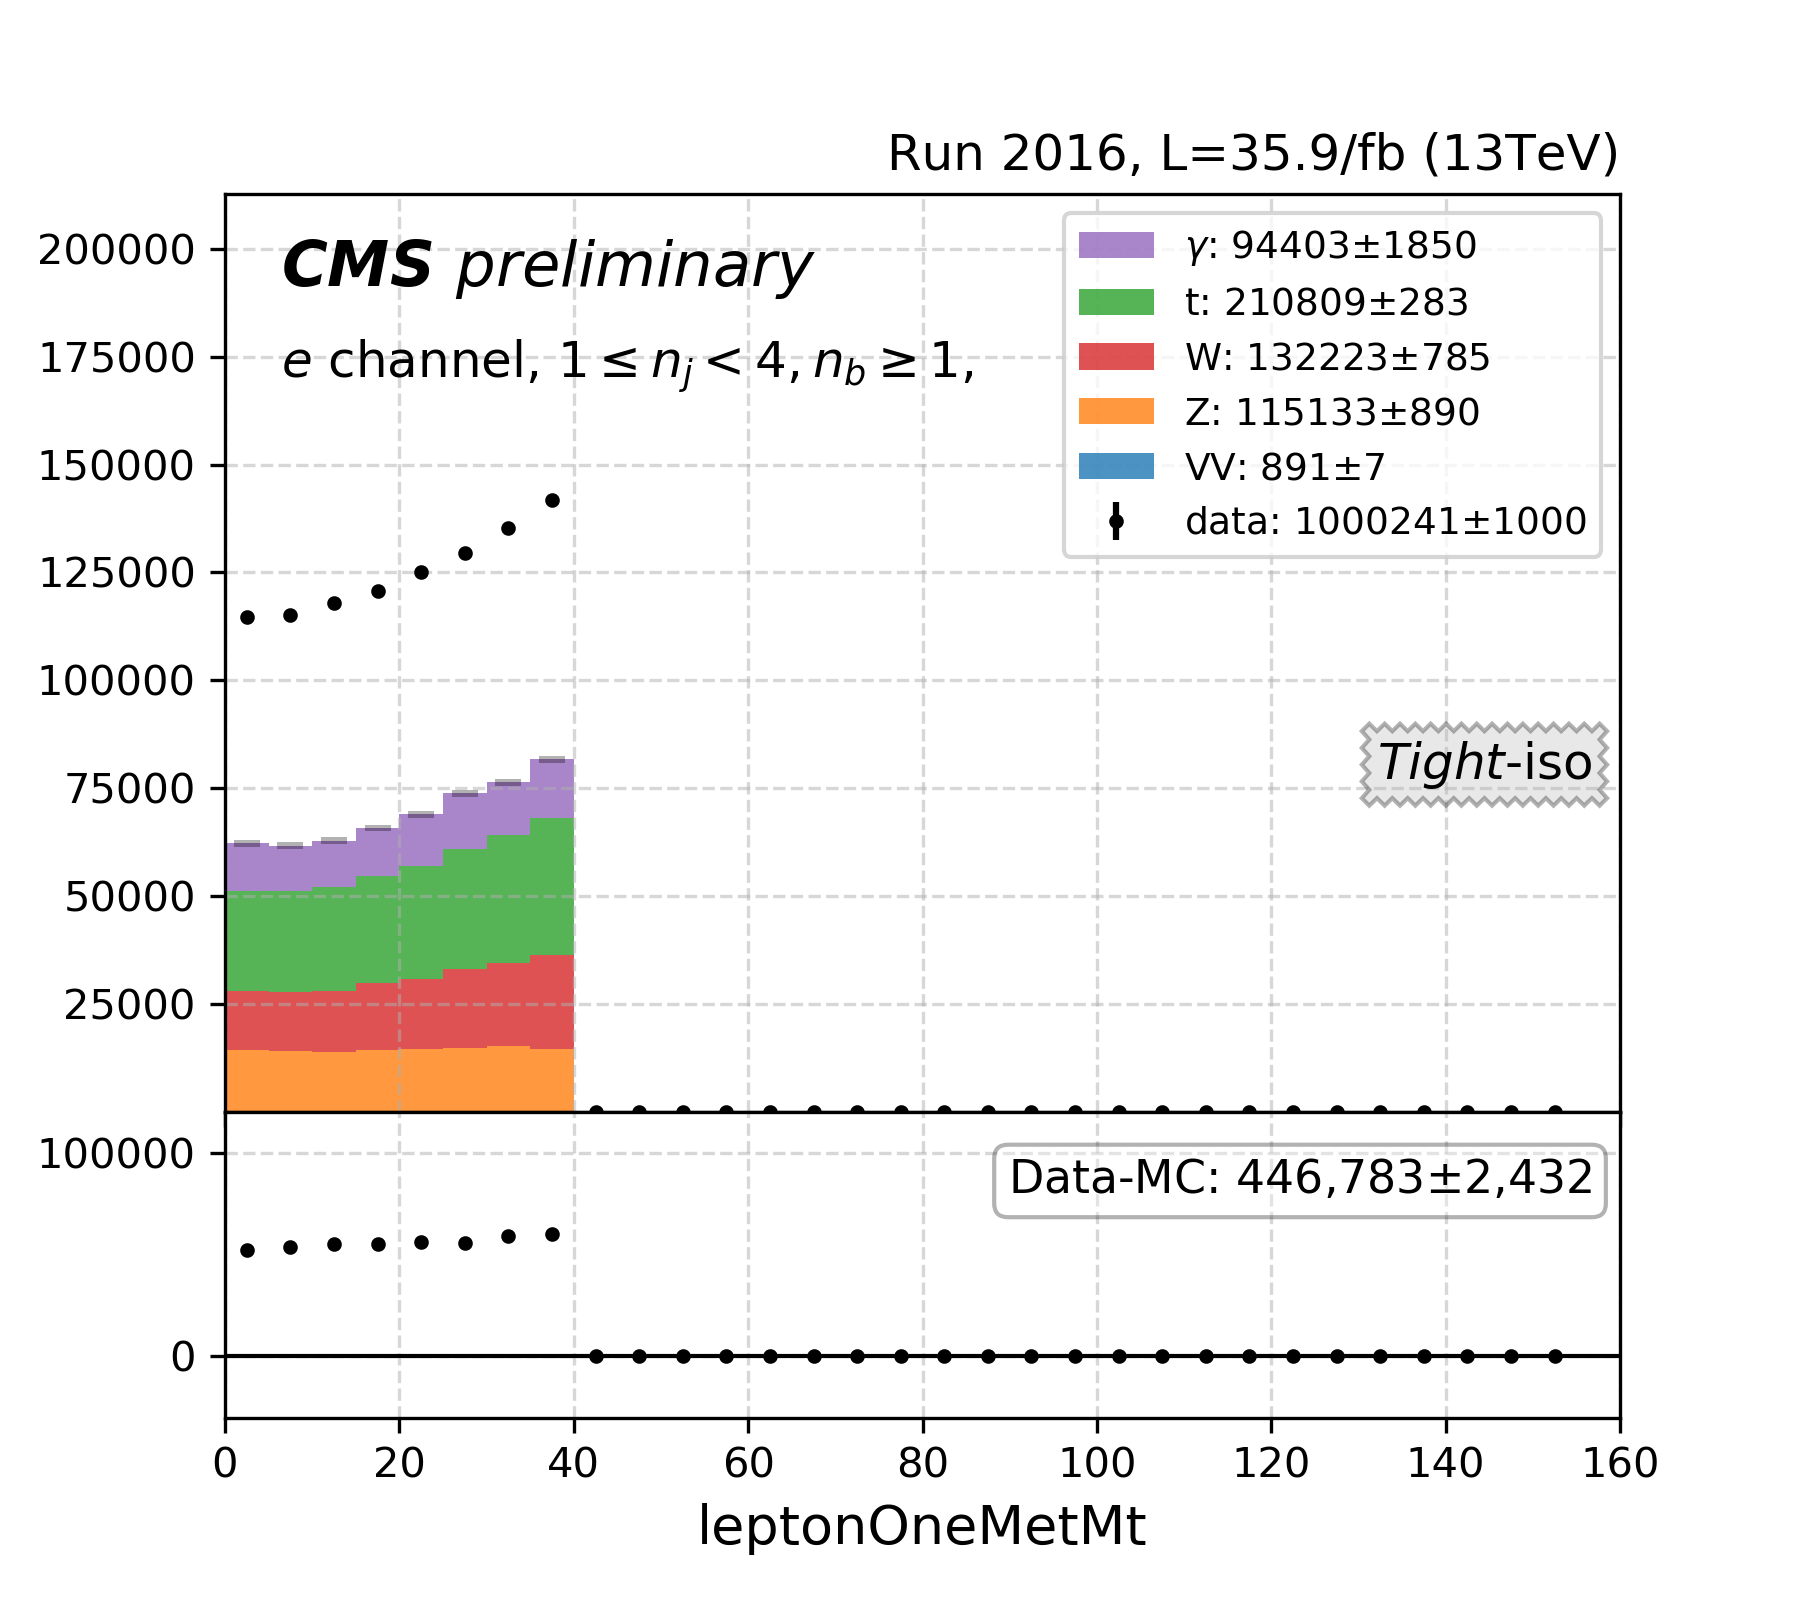 Run 2016, L=35.9/fb (13TeV)
CMS preliminary
e channel, 1 ≤ n_j < 4, n_b ≥ 1,
γ: 94403±1850
t: 210809±283
W: 132223±785
Z: 115133±890
VV: 891±7
data: 1000241±1000
200000
175000
150000
125000
100000
75000
50000
25000
Tight-iso
Data-MC: 446,783±2,432
100000
0
0 20 40 60 80 100 120 140 160
leptonOneMetMt